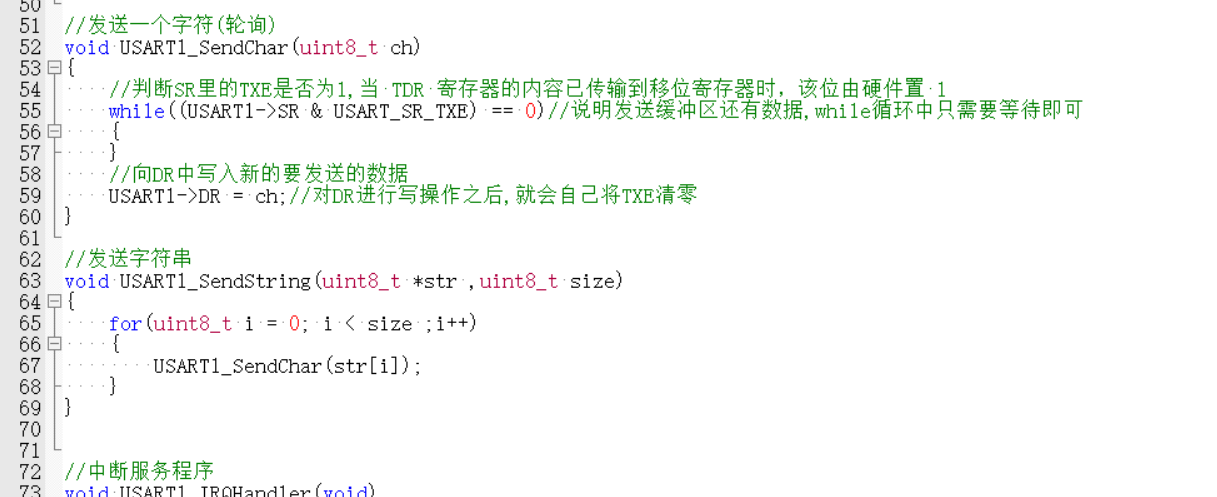 50
51 //发送一个字符(轮询)
52 void USART1_SendChar(uint8_t ch)
53 {
54 //判断SR里的TXE是否为1,当 TDR 寄存器的内容已传输到移位寄存器时，该位由硬件置 1
55 while((USART1->SR & USART_SR_TXE) == 0)//说明发送缓冲区还有数据,while循环中只需要等待即可
56 {
57 }
58 //向DR中写入新的要发送的数据
59 USART1->DR = ch;//对DR进行写操作之后,就会自己将TXE清零
60 }
61
62 //发送字符串
63 void USART1_SendString(uint8_t *str ,uint8_t size)
64 {
65 for(uint8_t i = 0; i < size ;i++)
66 {
67 USART1_SendChar(str[i]);
68 }
69 }
70
71
72 //中断服务程序
73 void USART1_IRQHandler(void)